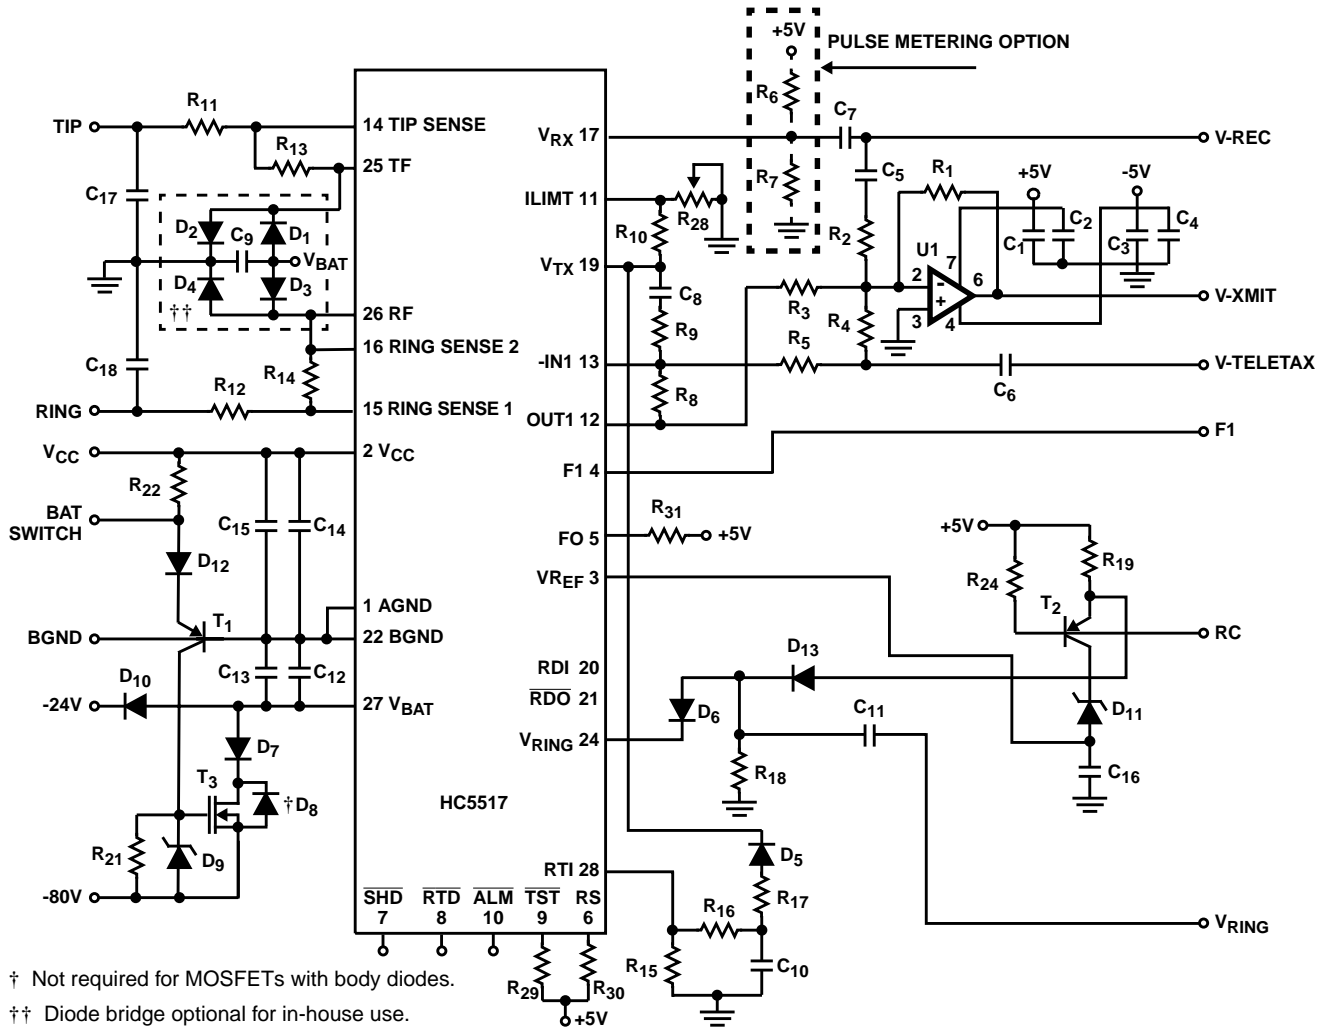 +5V
PULSE METERING OPTION
R11
R6
C7
TIP
14 TIP SENSE
VRX 17
V-REC
R13
25 TF
C5
R1
+5V
-5V
C17
R7
ILIMT 11
R28
D2
C9
D1
R10
R2
U1
C1
C2
C3
C4
VBAT
VTX 19
7
D4
D3
2
6
††
C8
R3
-
+
V-XMIT
26 RF
R9
R4
3
4
16 RING SENSE 2
R5
C18
R14
-IN1 13
V-TELETAX
R12
R8
C6
RING
15 RING SENSE 1
OUT1 12
F1
VCC
2 VCC
F1 4
R22
BAT
SWITCH
C15
C14
R31
FO 5
+5V
+5V
D12
R19
VREF 3
R24
1 AGND
T2
T1
BGND
22 BGND
RC
D13
D10
C13
C12
RDI 20
RDO 21
-24V
27 VBAT
D6
C11
D11
D7
VRING 24
R18
C16
T3
†D8
HC5517
R21
D9
D5
RTI 28
-80V
SHD
RTD
ALM
TST
RS
R17
7
8
10
9
6
R16
VRING
R15
C10
† Not required for MOSFETs with body diodes.
R29
R30
†† Diode bridge optional for in-house use.
+5V